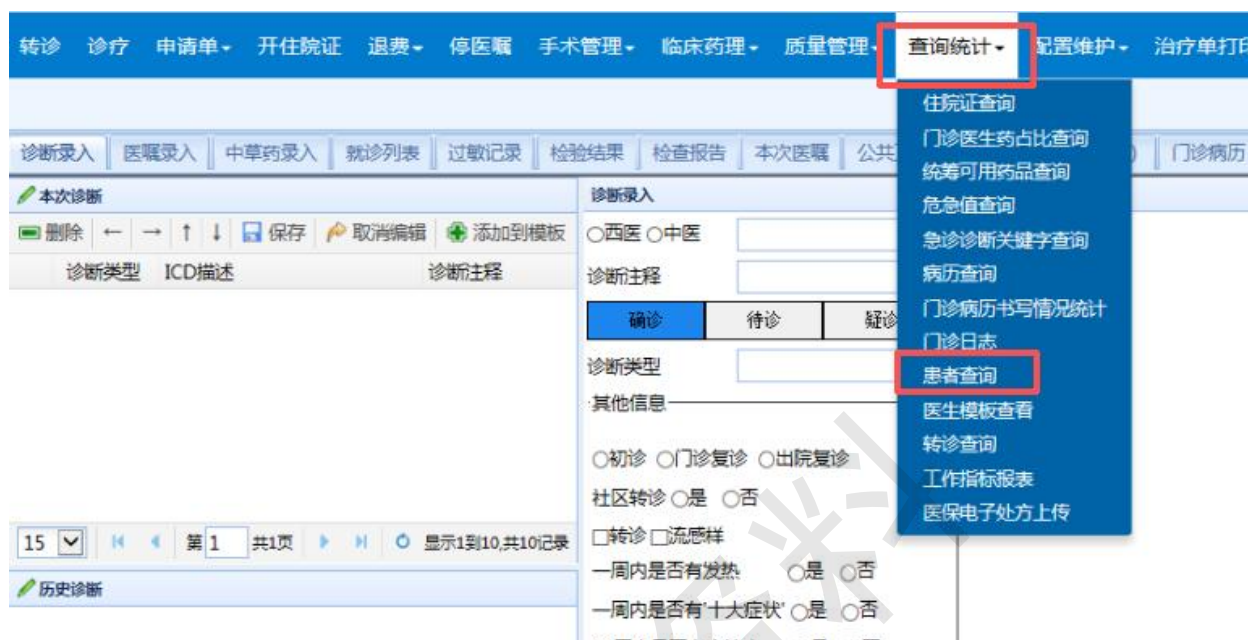 转诊 诊疗 申请单 开住院证 退费 停医嘱 手术管理 临床药理 质量管理 查询统计 配置维护 治疗单打印
住院证查询
门诊医生药占比查询
统筹可用药品查询
危急值查询
急诊诊断关键字查询
病历查询
门诊病历书写情况统计
门诊日志
患者查询
医生模板查看
转诊查询
工作指标报表
医保电子处方上传
诊断录入 医嘱录入 中草药录入 就诊列表 过敏记录 检验结果 检查报告 本次医嘱 公共 ) 门诊病历
本次诊断
删除 ← → ↑ ↓ 保存 取消编辑 添加到模板
诊断类型 ICD描述 诊断注释
15 第 1 共1页 显示1到10,共10记录
历史诊断
诊断录入
西医 中医
诊断注释
确诊 待诊 疑诊
诊断类型
其他信息
初诊 门诊复诊 出院复诊
社区转诊 是 否
转诊 流感样
一周内是否有发热 是 否
一周内是否有'十大症状' 是 否